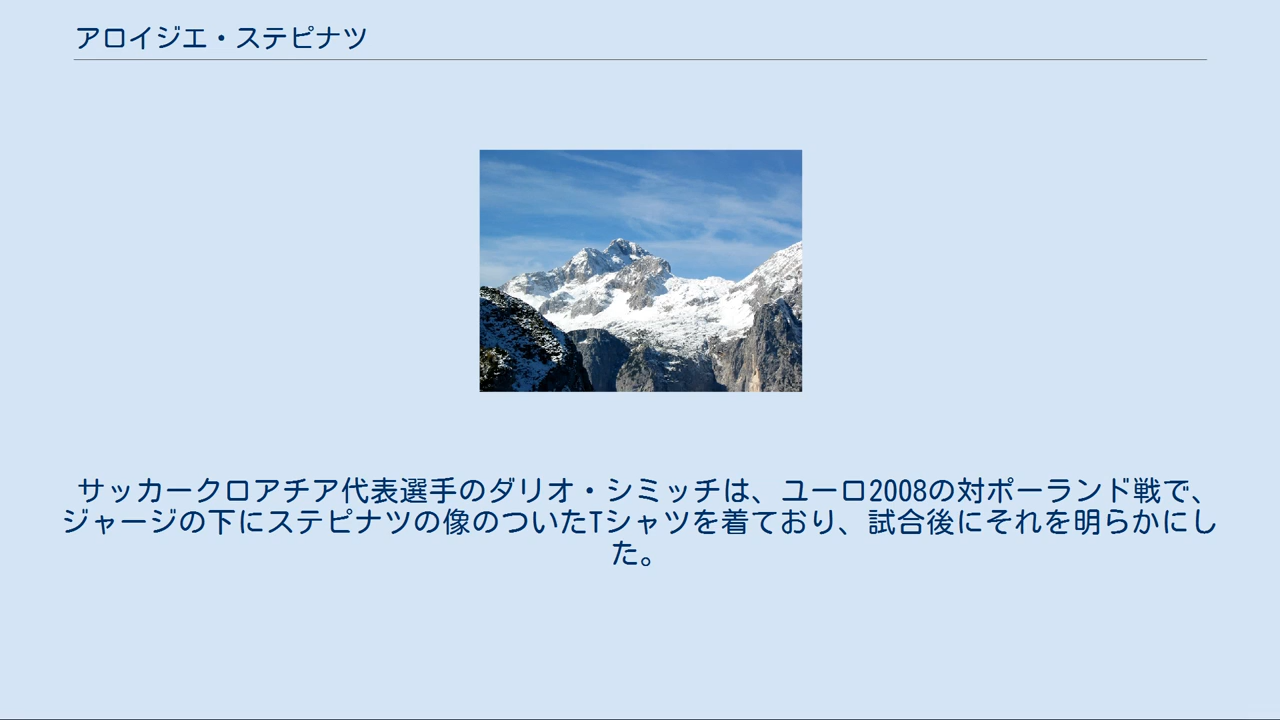 アロイジエ・ステピナツ
サッカークロアチア代表選手のダリオ・シミッチは、ユーロ2008の対ポーランド戦で、
ジャージの下にステピナツの像のついたTシャツを着ており、試合後にそれを明らかにし
た。